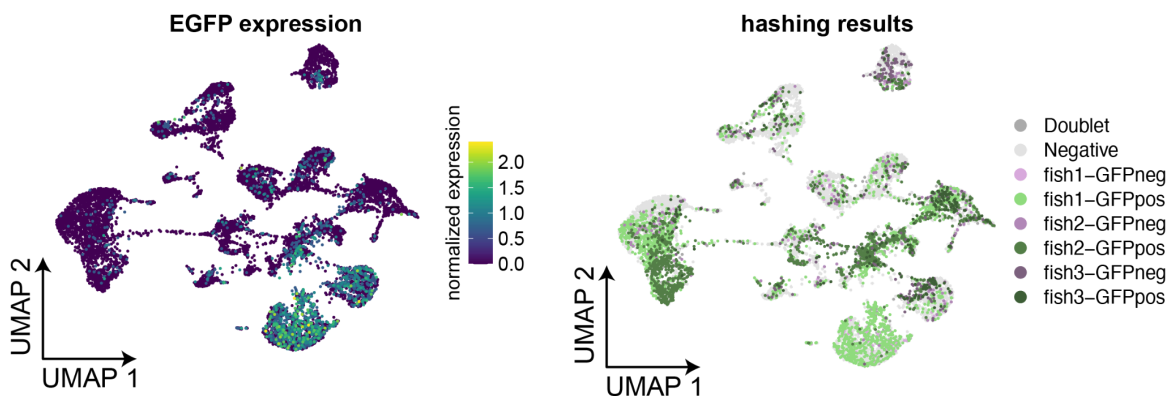 EGFP expression
UMAP 2
UMAP 1
normalized expression
2.0
1.5
1.0
0.5
0.0
hashing results
UMAP 2
UMAP 1
Doublet
Negative
fish1−GFPneg
fish1−GFPpos
fish2−GFPneg
fish2−GFPpos
fish3−GFPneg
fish3−GFPpos